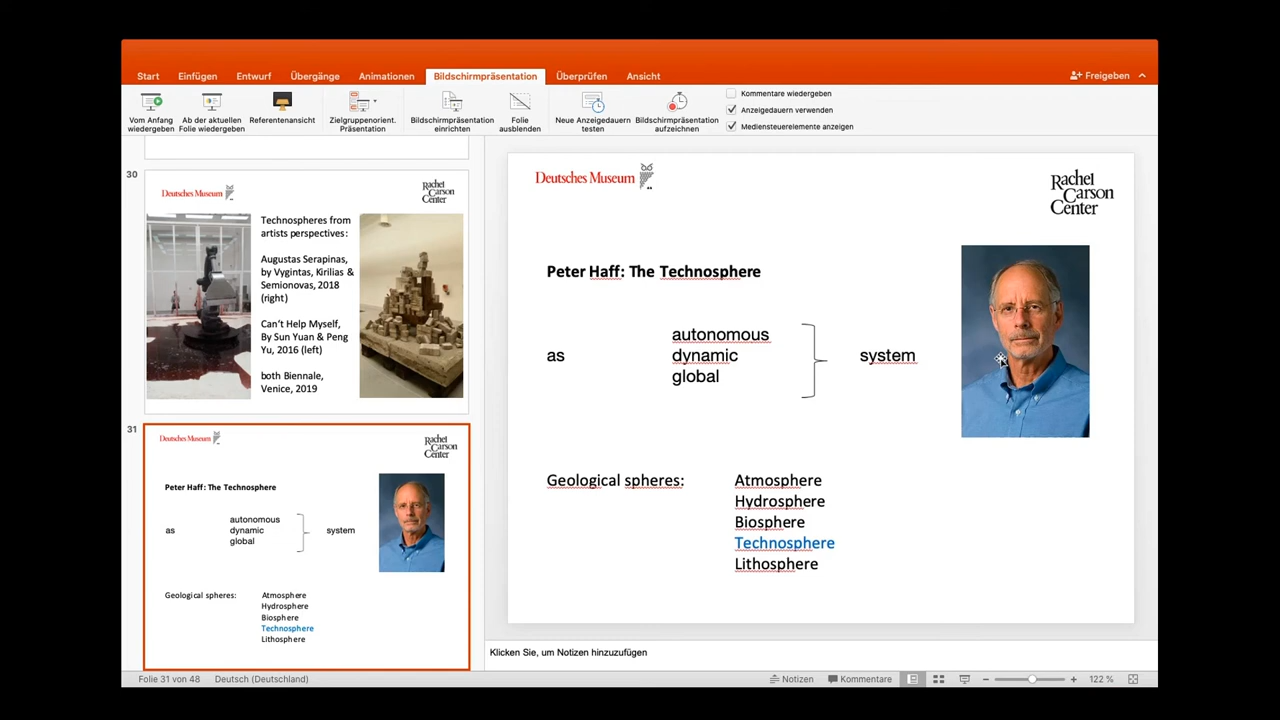 Start Einfügen Entwurf Übergänge Animationen Bildschirmpräsentation Überprüfen Ansicht Freigeben
Vom Anfang wiedergeben
Ab der aktuellen Folie wiedergeben
Referentenansicht
Zielgruppenorient. Präsentation
Bildschirmpräsentation einrichten
Folie ausblenden
Neue Anzeigedauern testen
Bildschirmpräsentation aufzeichnen
Kommentare wiedergeben
Anzeigedauern verwenden
Mediensteuerelemente anzeigen
30
Deutsches Museum
Rachel
Carson
Center
Technospheres from
artists perspectives:
Augustas Serapinas,
by Vygintas, Kirilias &
Semionovas, 2018
(right)
Can't Help Myself,
By Sun Yuan & Peng
Yu, 2016 (left)
both Biennale,
Venice, 2019
31
Deutsches Museum
Rachel
Carson
Center
Peter Haff: The Technosphere
autonomous
as dynamic system
global
Geological spheres: Atmosphere
Hydrosphere
Biosphere
Technosphere
Lithosphere
Deutsches Museum
Rachel
Carson
Center
Peter Haff: The Technosphere
autonomous
as dynamic system
global
Geological spheres: Atmosphere
Hydrosphere
Biosphere
Technosphere
Lithosphere
Klicken Sie, um Notizen hinzuzufügen
Folie 31 von 48 Deutsch (Deutschland) Notizen Kommentare 122 %